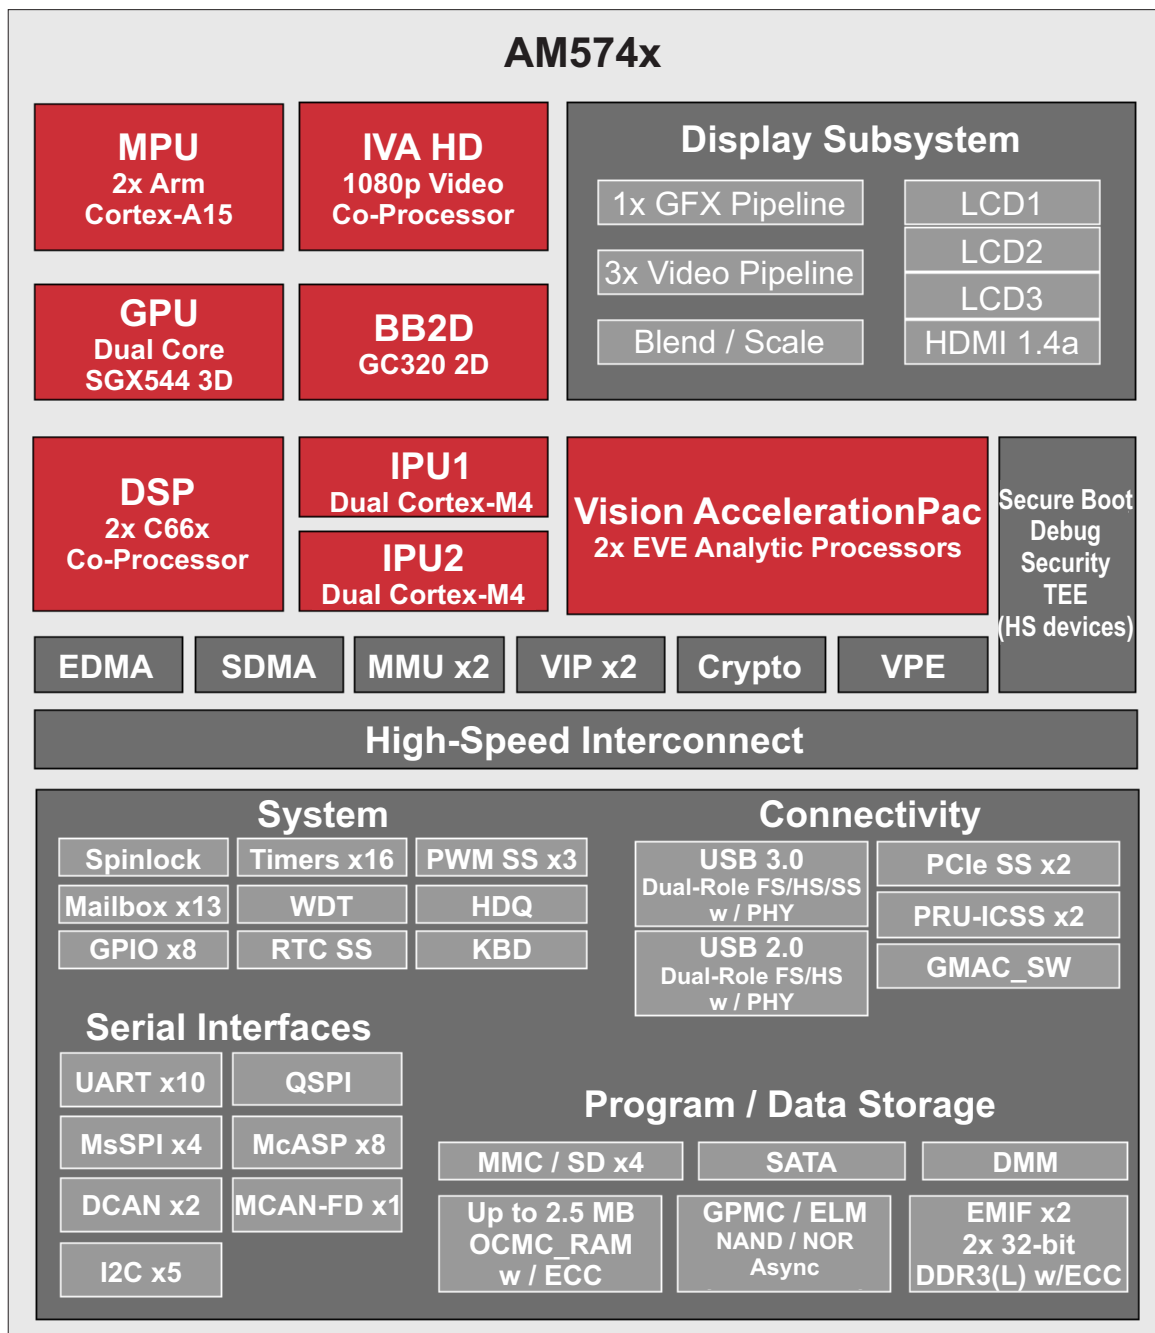 AM574x
MPU
2x Arm
Cortex-A15
IVA HD
1080p Video
Co-Processor
Display Subsystem
1x GFX Pipeline
3x Video Pipeline
Blend / Scale
LCD1
LCD2
LCD3
HDMI 1.4a
GPU
Dual Core
SGX544 3D
BB2D
GC320 2D
DSP
2x C66x
Co-Processor
IPU1
Dual Cortex-M4
IPU2
Dual Cortex-M4
Vision AccelerationPac
2x EVE Analytic Processors
Secure Boot
Debug
Security
TEE
(HS devices)
EDMA
SDMA
MMU x2
VIP x2
Crypto
VPE
High-Speed Interconnect
System
Spinlock
Timers x16
PWM SS x3
Mailbox x13
WDT
HDQ
GPIO x8
RTC SS
KBD
Connectivity
USB 3.0
Dual-Role FS/HS/SS
w / PHY
USB 2.0
Dual-Role FS/HS
w / PHY
PCIe SS x2
PRU-ICSS x2
GMAC_SW
Serial Interfaces
UART x10
QSPI
MsSPI x4
McASP x8
DCAN x2
MCAN-FD x1
I2C x5
Program / Data Storage
MMC / SD x4
SATA
DMM
Up to 2.5 MB
OCMC_RAM
w / ECC
GPMC / ELM
NAND / NOR
Async
EMIF x2
2x 32-bit
DDR3(L) w/ECC